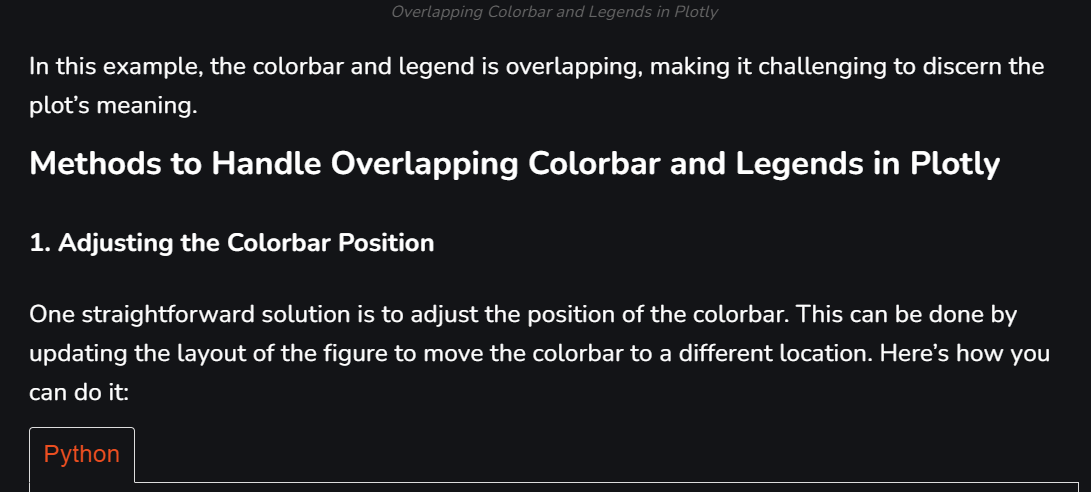 Overlapping Colorbar and Legends in Plotly
In this example, the colorbar and legend is overlapping, making it challenging to discern the
plot’s meaning.
Methods to Handle Overlapping Colorbar and Legends in Plotly
1. Adjusting the Colorbar Position
One straightforward solution is to adjust the position of the colorbar. This can be done by
updating the layout of the figure to move the colorbar to a different location. Here’s how you
can do it:
Python